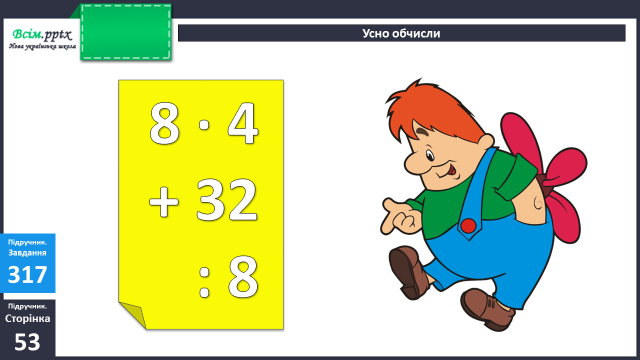 Всім.pptx
Нова українська школа
Усно обчисли
8 · 4
+ 32
: 8
Підручник.
Завдання
317
Підручник.
Сторінка
53